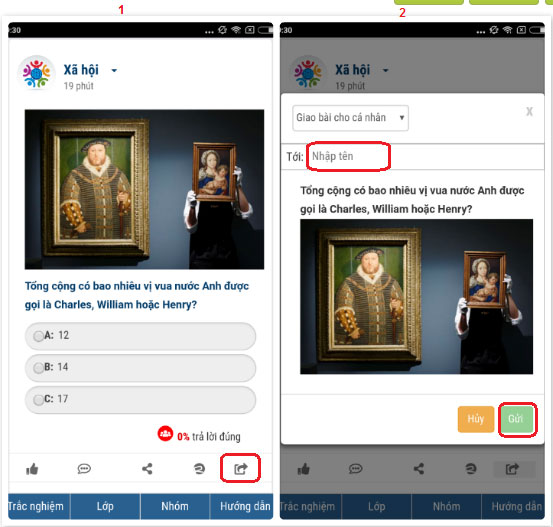 1
:30
Xã hội
19 phút
Tổng cộng có bao nhiêu vị vua nước Anh được
gọi là Charles, William hoặc Henry?
A: 12
B: 14
C: 17
0% trả lời đúng
Trắc nghiệm Lớp Nhóm Hướng dẫn
2
:30
Xã hội
19 phút
Giao bài cho cá nhân
x
Tới: Nhập tên
Tổng cộng có bao nhiêu vị vua nước Anh được
gọi là Charles, William hoặc Henry?
Hủy Gửi
Trắc nghiệm Lớp Nhóm Hướng dẫn